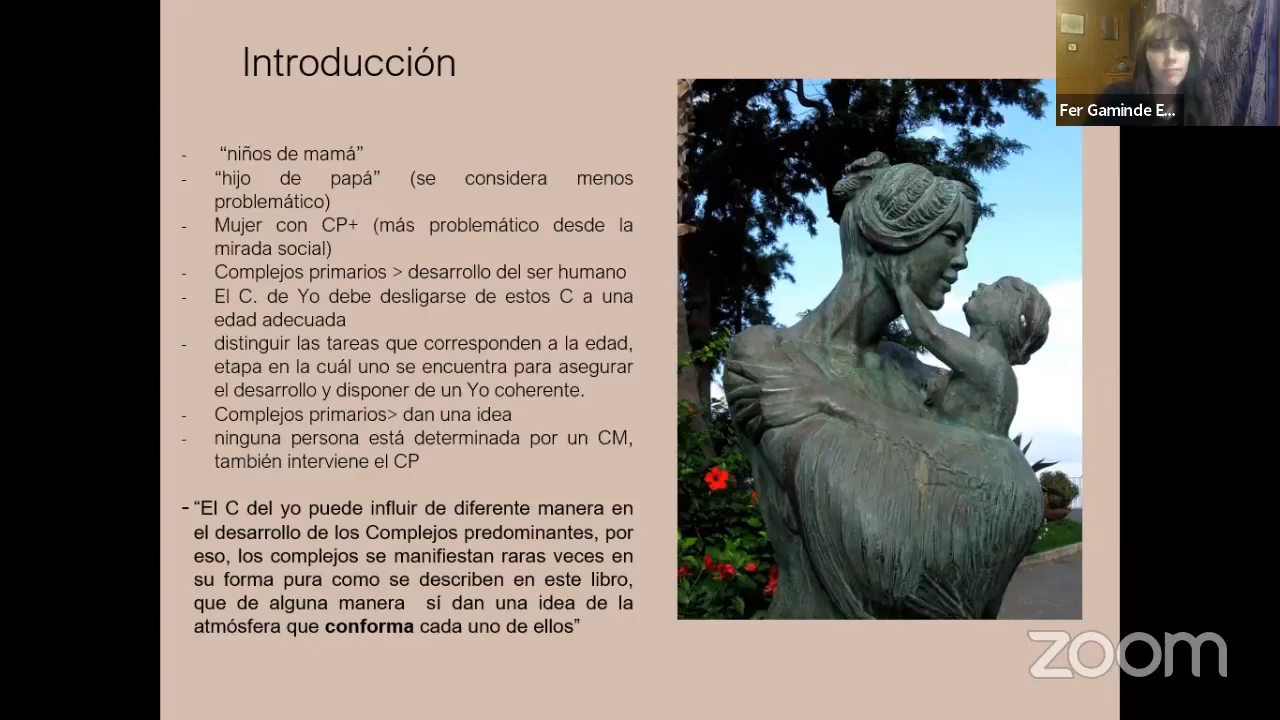 Introducción
- “niños de mamá”
- “hijo de papá” (se considera menos
problemático)
- Mujer con CP+ (más problemático desde la
mirada social)
- Complejos primarios > desarrollo del ser humano
- El C. de Yo debe desligarse de estos C a una
edad adecuada
- distinguir las tareas que corresponden a la edad,
etapa en la cuál uno se encuentra para asegurar
el desarrollo y disponer de un Yo coherente.
- Complejos primarios> dan una idea
- ninguna persona está determinada por un CM,
también interviene el CP
- “El C del yo puede influir de diferente manera en
el desarrollo de los Complejos predominantes, por
eso, los complejos se manifiestan raras veces en
su forma pura como se describen en este libro,
que de alguna manera sí dan una idea de la
atmósfera que conforma cada uno de ellos”
Fer Gaminde E...
zoom